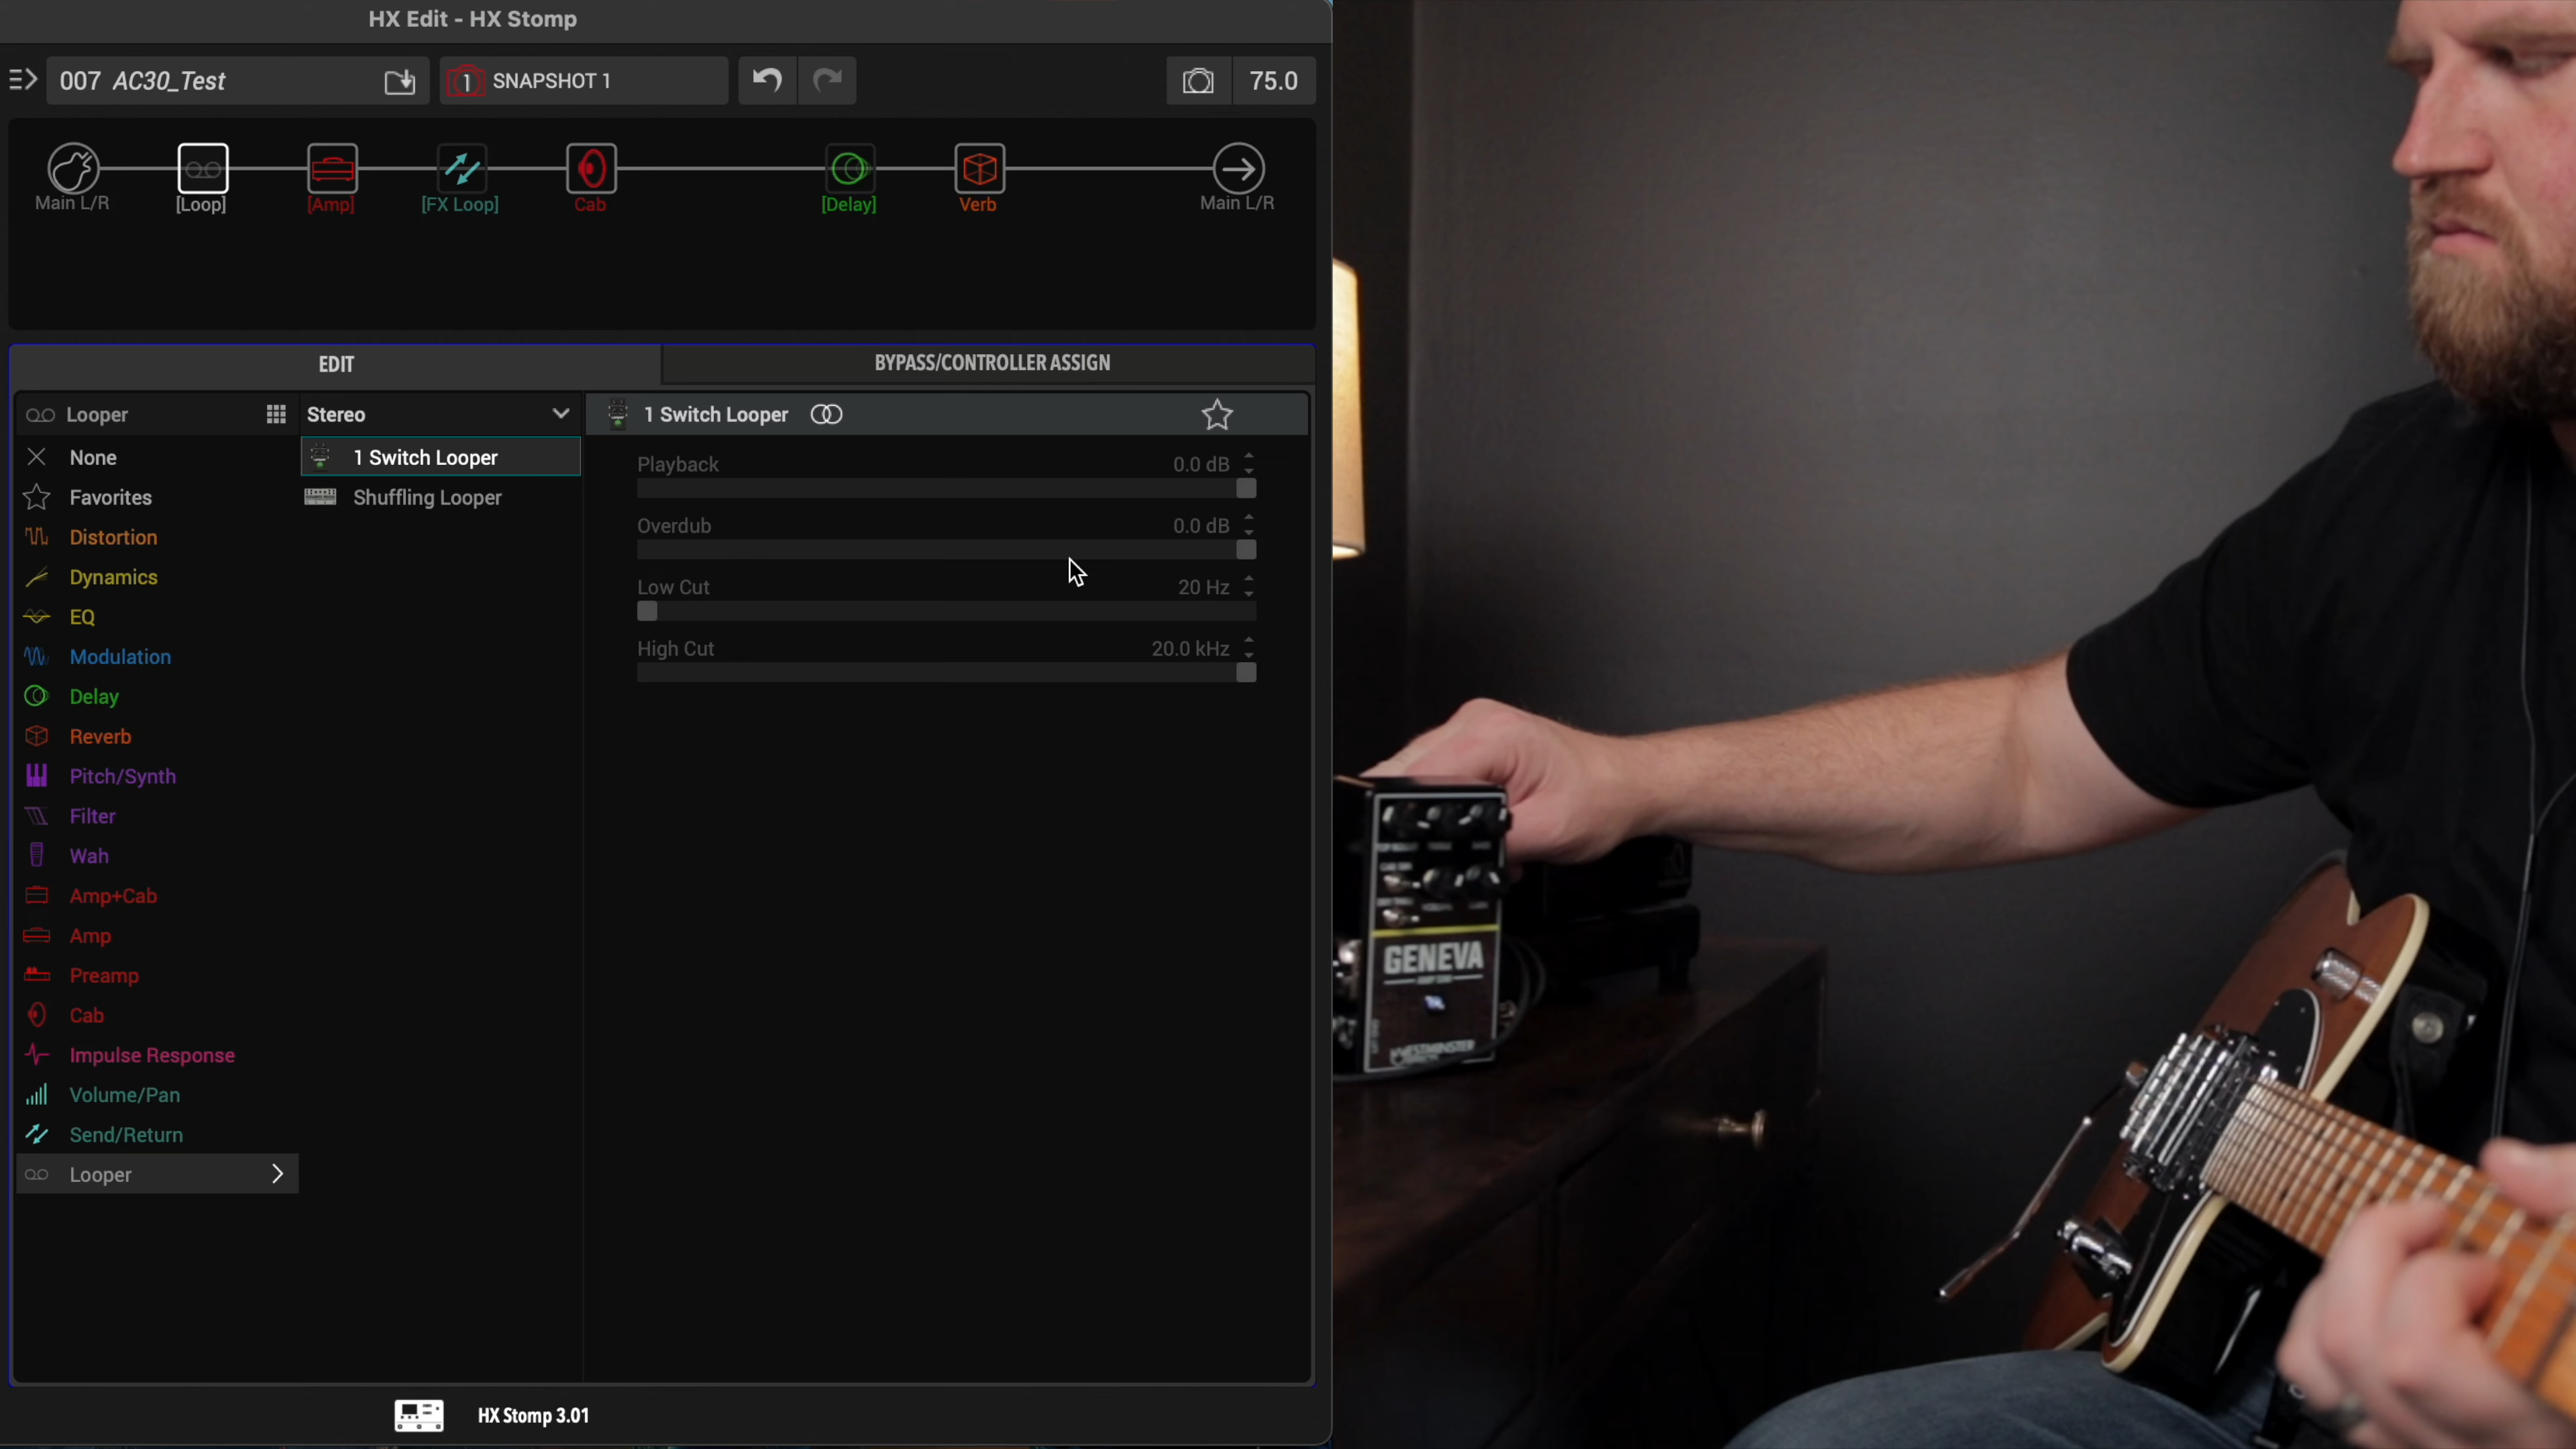 HX Edit - HX Stomp
007 AC30_Test
1 SNAPSHOT 1
75.0
Main L/R
[Loop]
[Amp]
[FX Loop]
Cab
[Delay]
Verb
Main L/R
EDIT
BYPASS/CONTROLLER ASSIGN
Looper
None
Favorites
Distortion
Dynamics
EQ
Modulation
Delay
Reverb
Pitch/Synth
Filter
Wah
Amp+Cab
Amp
Preamp
Cab
Impulse Response
Volume/Pan
Send/Return
Looper
Stereo
1 Switch Looper
Shuffling Looper
1 Switch Looper
Playback 0.0 dB
Overdub 0.0 dB
Low Cut 20 Hz
High Cut 20.0 kHz
HX Stomp 3.01
GENEVA
WESTMINSTER